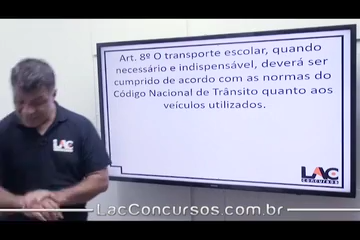 Art. 8º O transporte escolar, quando
necessário e indispensável, deverá ser
cumprido de acordo com as normas do
Código Nacional de Trânsito quanto aos
veículos utilizados.
LAC
CONCURSOS
LAC
LacConcursos.com.br